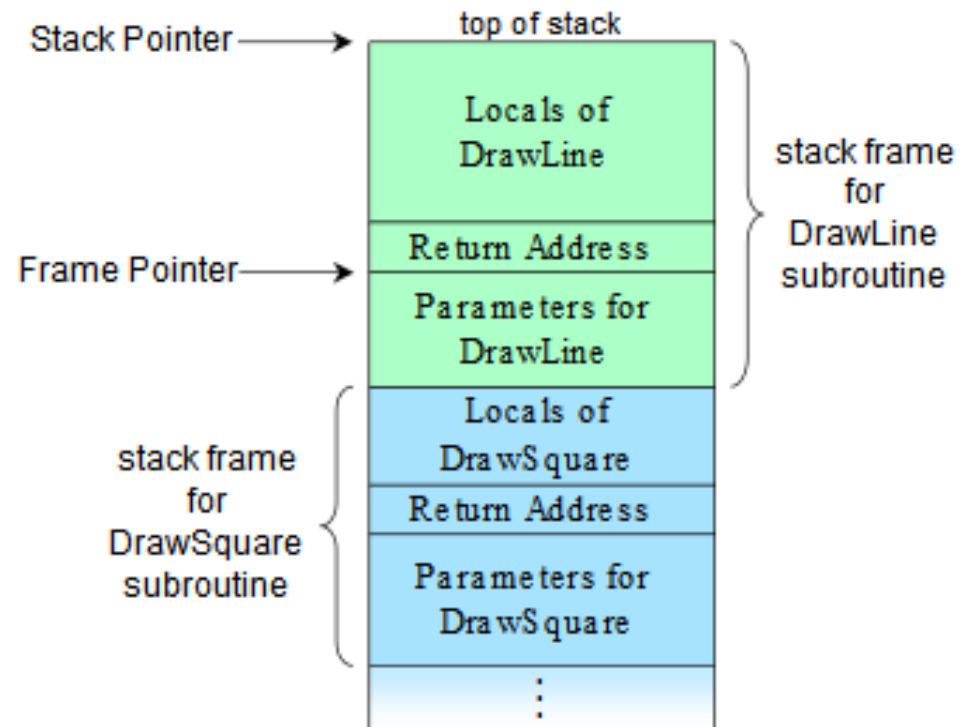 top of stack
Stack Pointer
Locals of
DrawLine
stack frame
for
DrawLine
subroutine
Return Address
Frame Pointer
Parameters for
DrawLine
Locals of
DrawSquare
stack frame
for
DrawSquare
subroutine
Return Address
Parameters for
DrawSquare
⋮